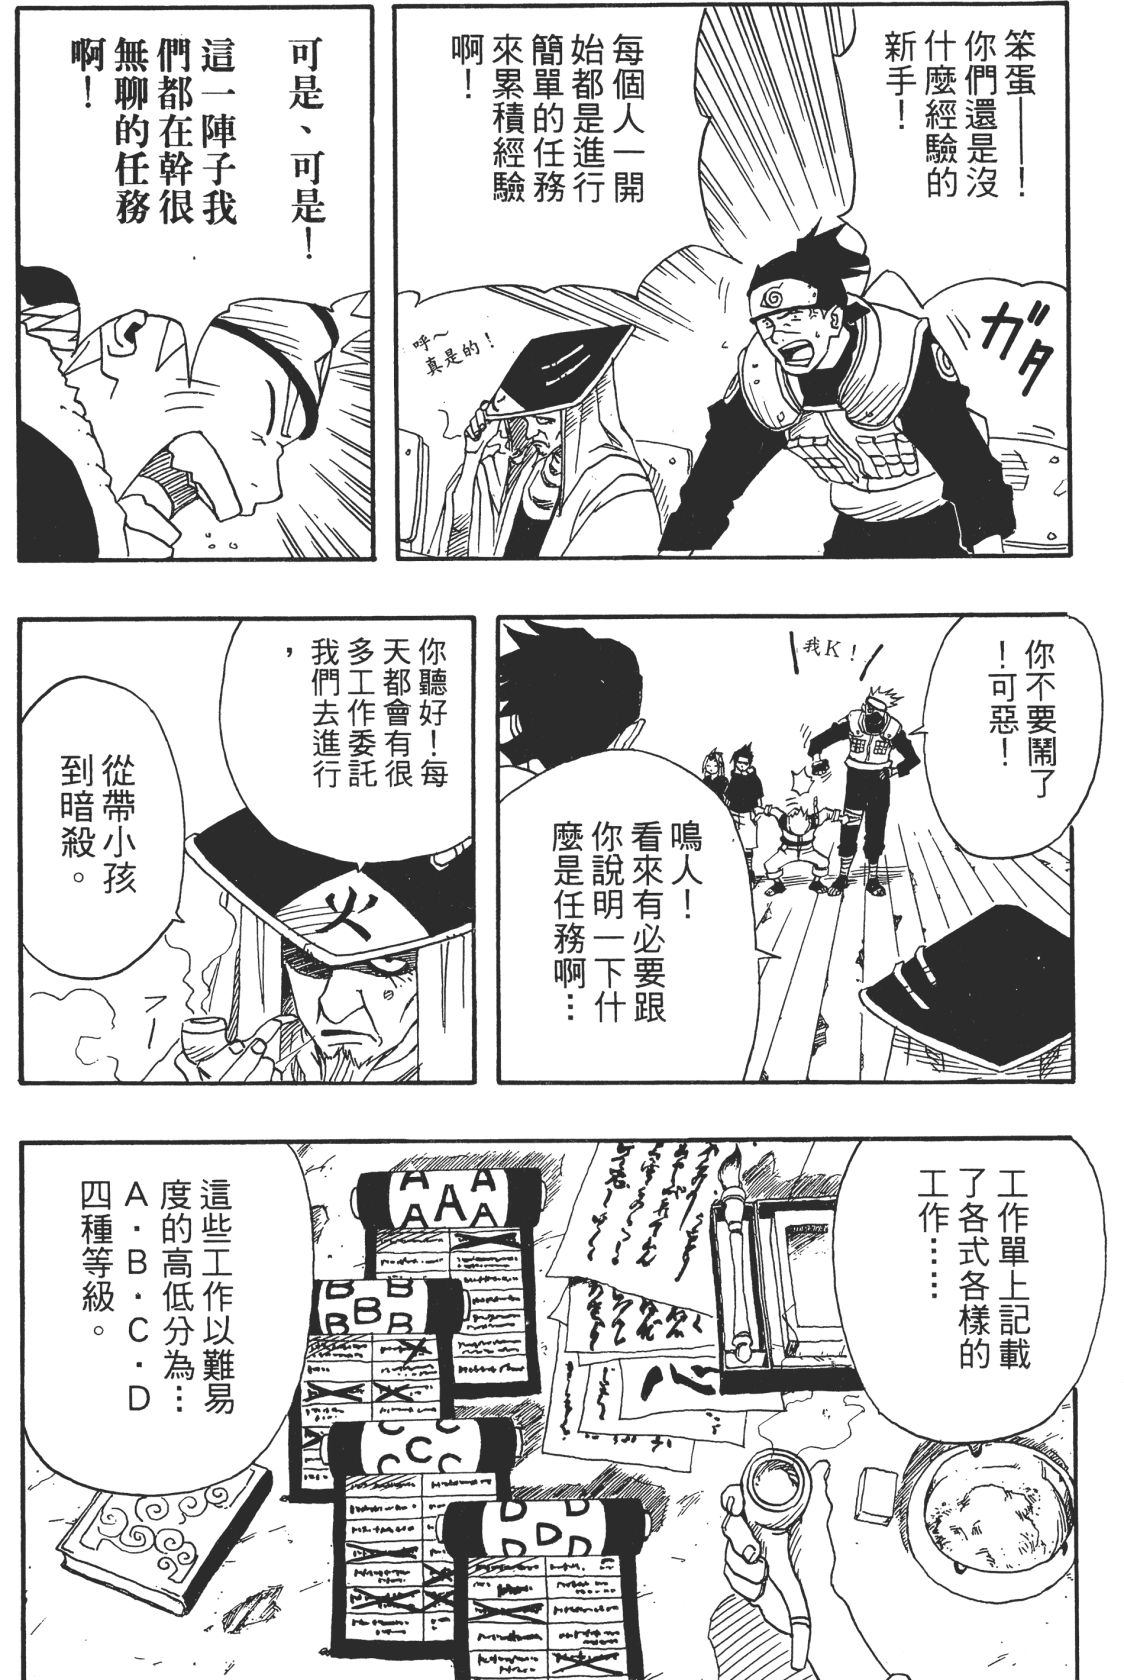 笨蛋——！
你們還是沒
什麼經驗的
新手！
每個人一開
始都是進行
簡單的任務
來累積經驗
啊！
ガタ
呼～
真是的！
可是、可是！
這一陣子我
們都在幹很
無聊的任務
啊！
你不要鬧了
！可惡！
我K！
鳴人！
看來有必要跟
你說明一下什
麼是任務啊…
你聽好！每
天都會有很
多工作委託
我們去進行
，
火
從帶小孩
到暗殺。
工作單上記載
了各式各樣的
工作……
這些工作以難易
度的高低分為…
A．B．C．D
四種等級。
A A
A
A A
B B
B
B B
C C
C
C C
D D
D
D D